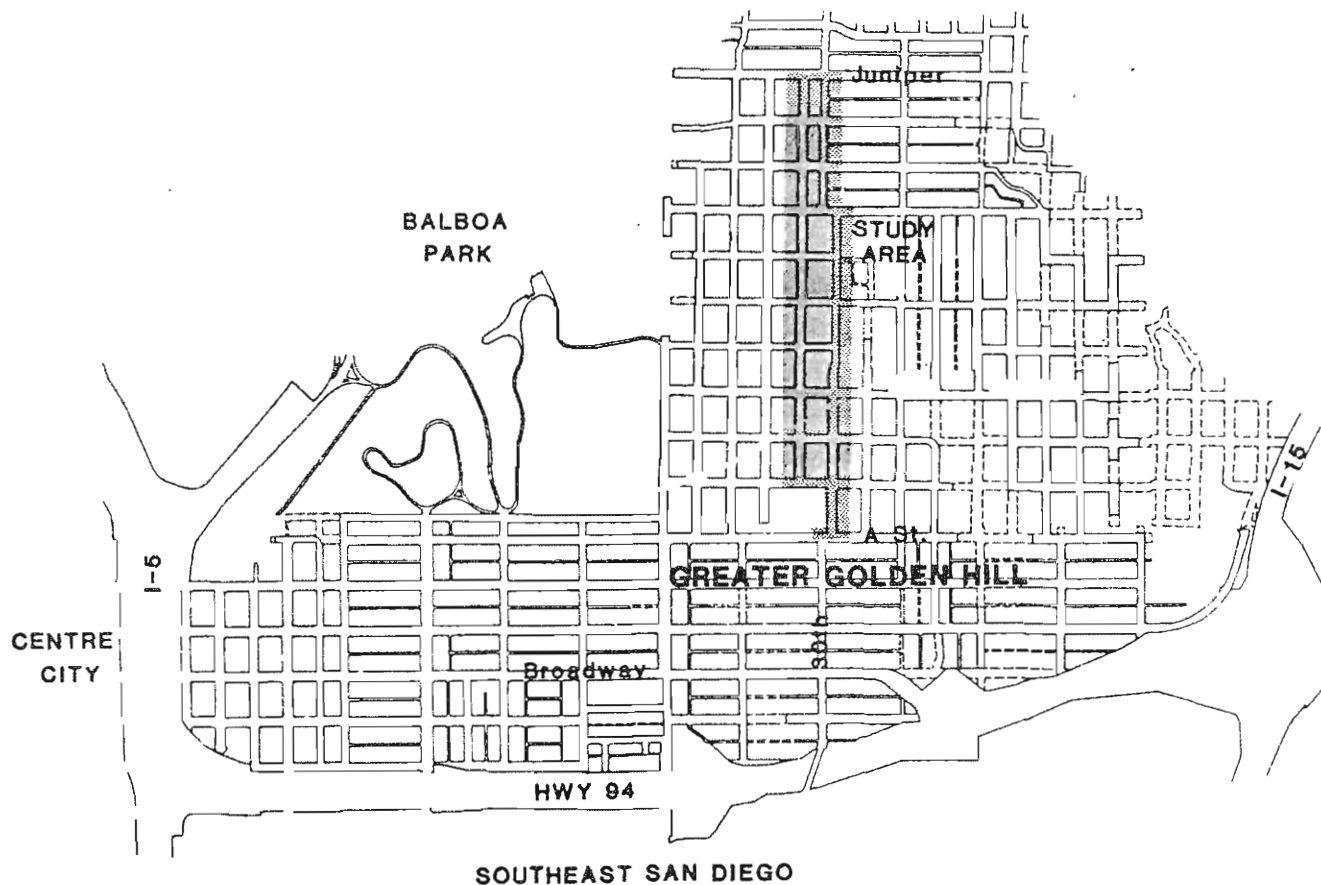 Juniper
BALBOA
PARK
STUDY
AREA
I-15
A St.
GREATER GOLDEN HILL
I-5
30th
CENTRE
CITY
Broadway
HWY 94
SOUTHEAST SAN DIEGO